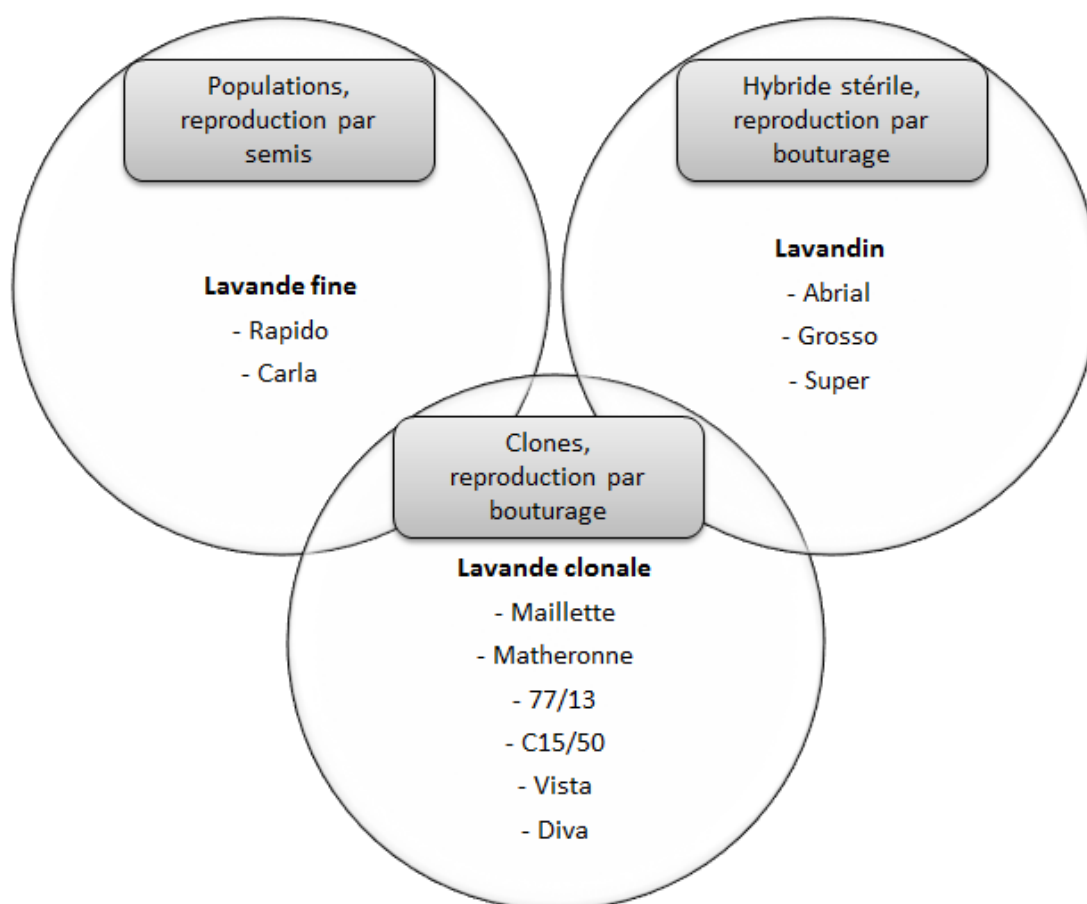 Populations,
reproduction par
semis
Lavande fine
- Rapido
- Carla
Hybride stérile,
reproduction par
bouturage
Lavandin
- Abrial
- Grosso
- Super
Clones,
reproduction par
bouturage
Lavande clonale
- Maillette
- Matheronne
- 77/13
- C15/50
- Vista
- Diva